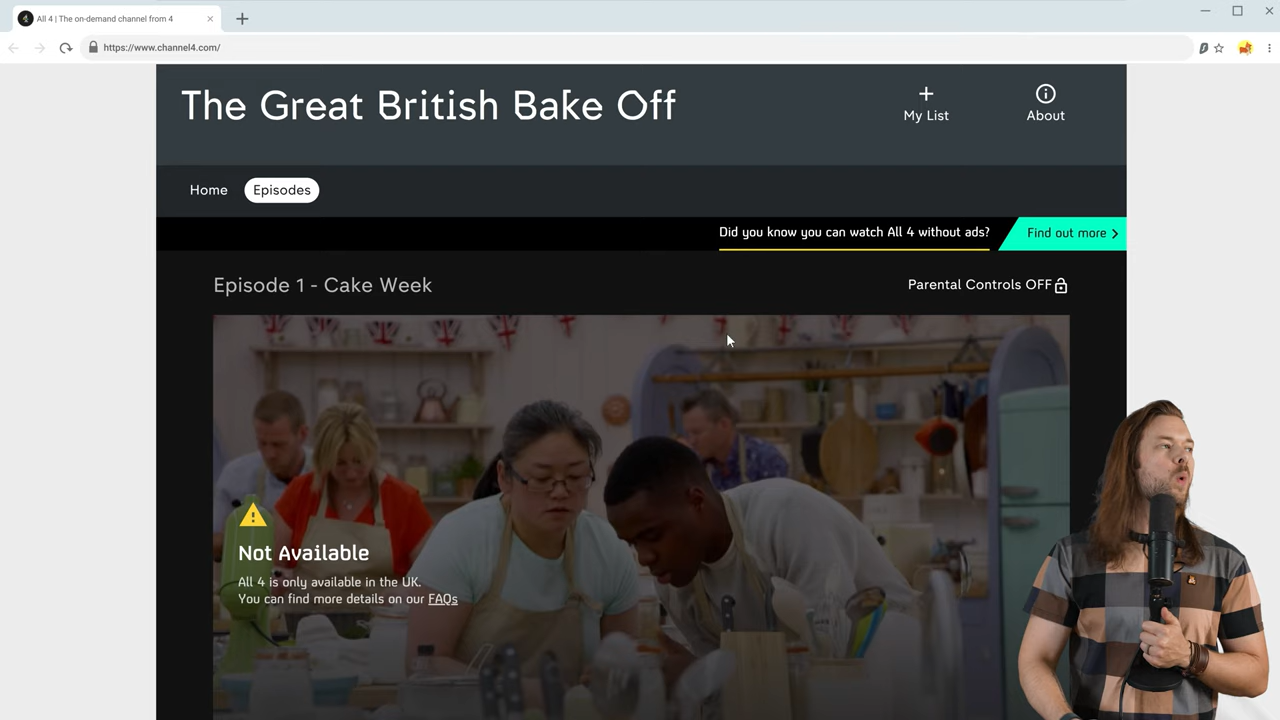 All 4 | The on-demand channel from 4
https://www.channel4.com/
The Great British Bake Off
My List
About
Home
Episodes
Did you know you can watch All 4 without ads?
Find out more
Episode 1 - Cake Week
Parental Controls OFF
Not Available
All 4 is only available in the UK.
You can find more details on our FAQs